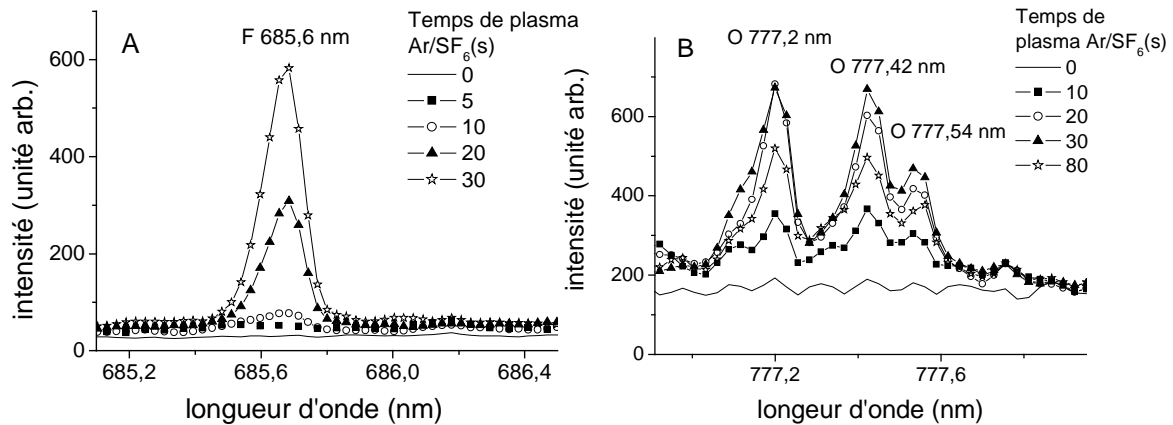 A
F 685,6 nm
Temps de plasma
Ar/SF6(s)
0
5
10
20
30
600
400
200
0
685,2
685,6
686,0
686,4
intensité (unité arb.)
longueur d'onde (nm)
B
O 777,2 nm
O 777,42 nm
O 777,54 nm
Temps de
plasma Ar/SF6(s)
0
10
20
30
80
600
400
200
0
777,2
777,6
intensité (unité arb.)
longeur d'onde (nm)